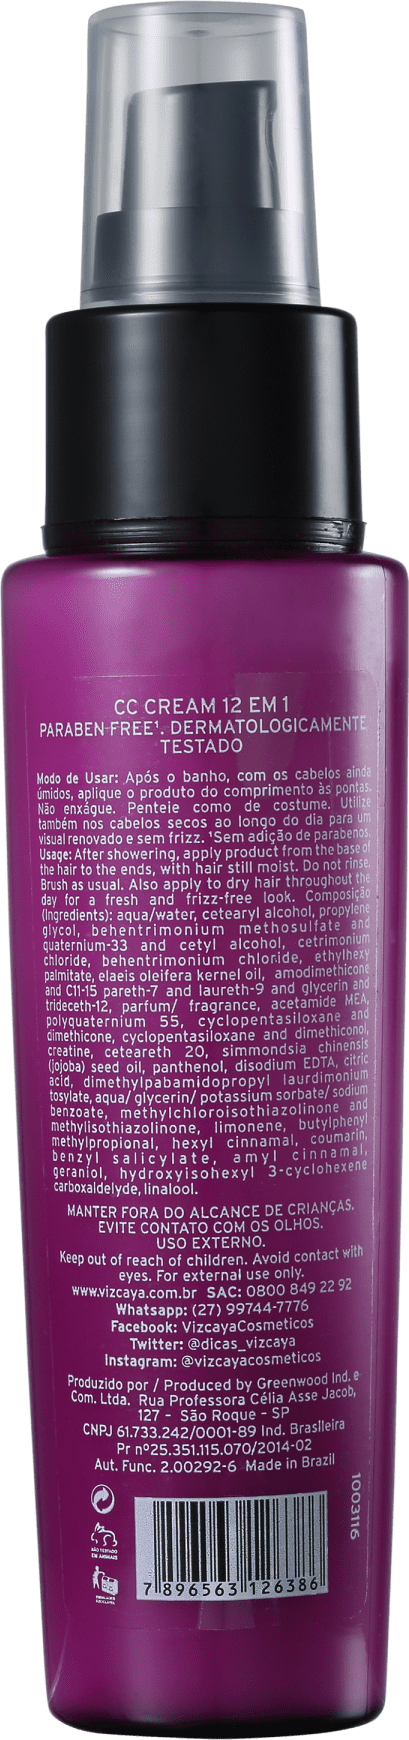 CC CREAM 12 EM 1
PARABEN-FREE¹. DERMATOLOGICAMENTE
TESTADO
Modo de Usar: Após o banho, com os cabelos ainda
úmidos, aplique o produto do comprimento às pontas.
Não enxágue. Penteie como de costume. Utilize
também nos cabelos secos ao longo do dia para um
visual renovado e sem frizz. ¹Sem adição de parabenos.
Usage: After showering, apply product from the base of
the hair to the ends, with hair still moist. Do not rinse.
Brush as usual. Also apply to dry hair throughout the
day for a fresh and frizz-free look. Composição
(Ingredients): aqua/water, cetearyl alcohol, propylene
glycol, behentrimonium methosulfate and
quaternium-33 and cetyl alcohol, cetrimonium
chloride, behentrimonium chloride, ethylhexy
palmitate, elaeis oleifera kernel oil, amodimethicone
and C11-15 pareth-7 and laureth-9 and glycerin and
trideceth-12, parfum/ fragrance, acetamide MEA,
polyquaternium 55, cyclopentasiloxane and
dimethicone, cyclopentasiloxane and dimethiconol,
creatine, ceteareth 20, simmondsia chinensis
(jojoba) seed oil, panthenol, disodium EDTA, citric
acid, dimethylpabamidopropyl laurdimonium
tosylate, aqua/ glycerin/ potassium sorbate/ sodium
benzoate, methylchloroisothiazolinone and
methylisothiazolinone, limonene, butylphenyl
methylpropional, hexyl cinnamal, coumarin,
benzyl salicylate, amyl cinnamal,
geraniol, hydroxyisohexyl 3-cyclohexene
carboxaldehyde, linalool.
MANTER FORA DO ALCANCE DE CRIANÇAS.
EVITE CONTATO COM OS OLHOS.
USO EXTERNO.
Keep out of reach of children. Avoid contact with
eyes. For external use only.
www.vizcaya.com.br SAC: 0800 849 22 92
Whatsapp: (27) 99744-7776
Facebook: VizcayaCosmeticos
Twitter: @dicas_vizcaya
Instagram: @vizcayacosmeticos
Produzido por / Produced by Greenwood Ind. e
Com. Ltda. Rua Professora Célia Asse Jacob,
127 - São Roque - SP
CNPJ 61.733.242/0001-89 Ind. Brasileira
Pr nº25.351.115.070/2014-02
Aut. Func. 2.00292-6 Made in Brazil
1003116
NÃO TESTADO
EM ANIMAIS
EMBALAGEM
RECICLÁVEL
7 896563 126386